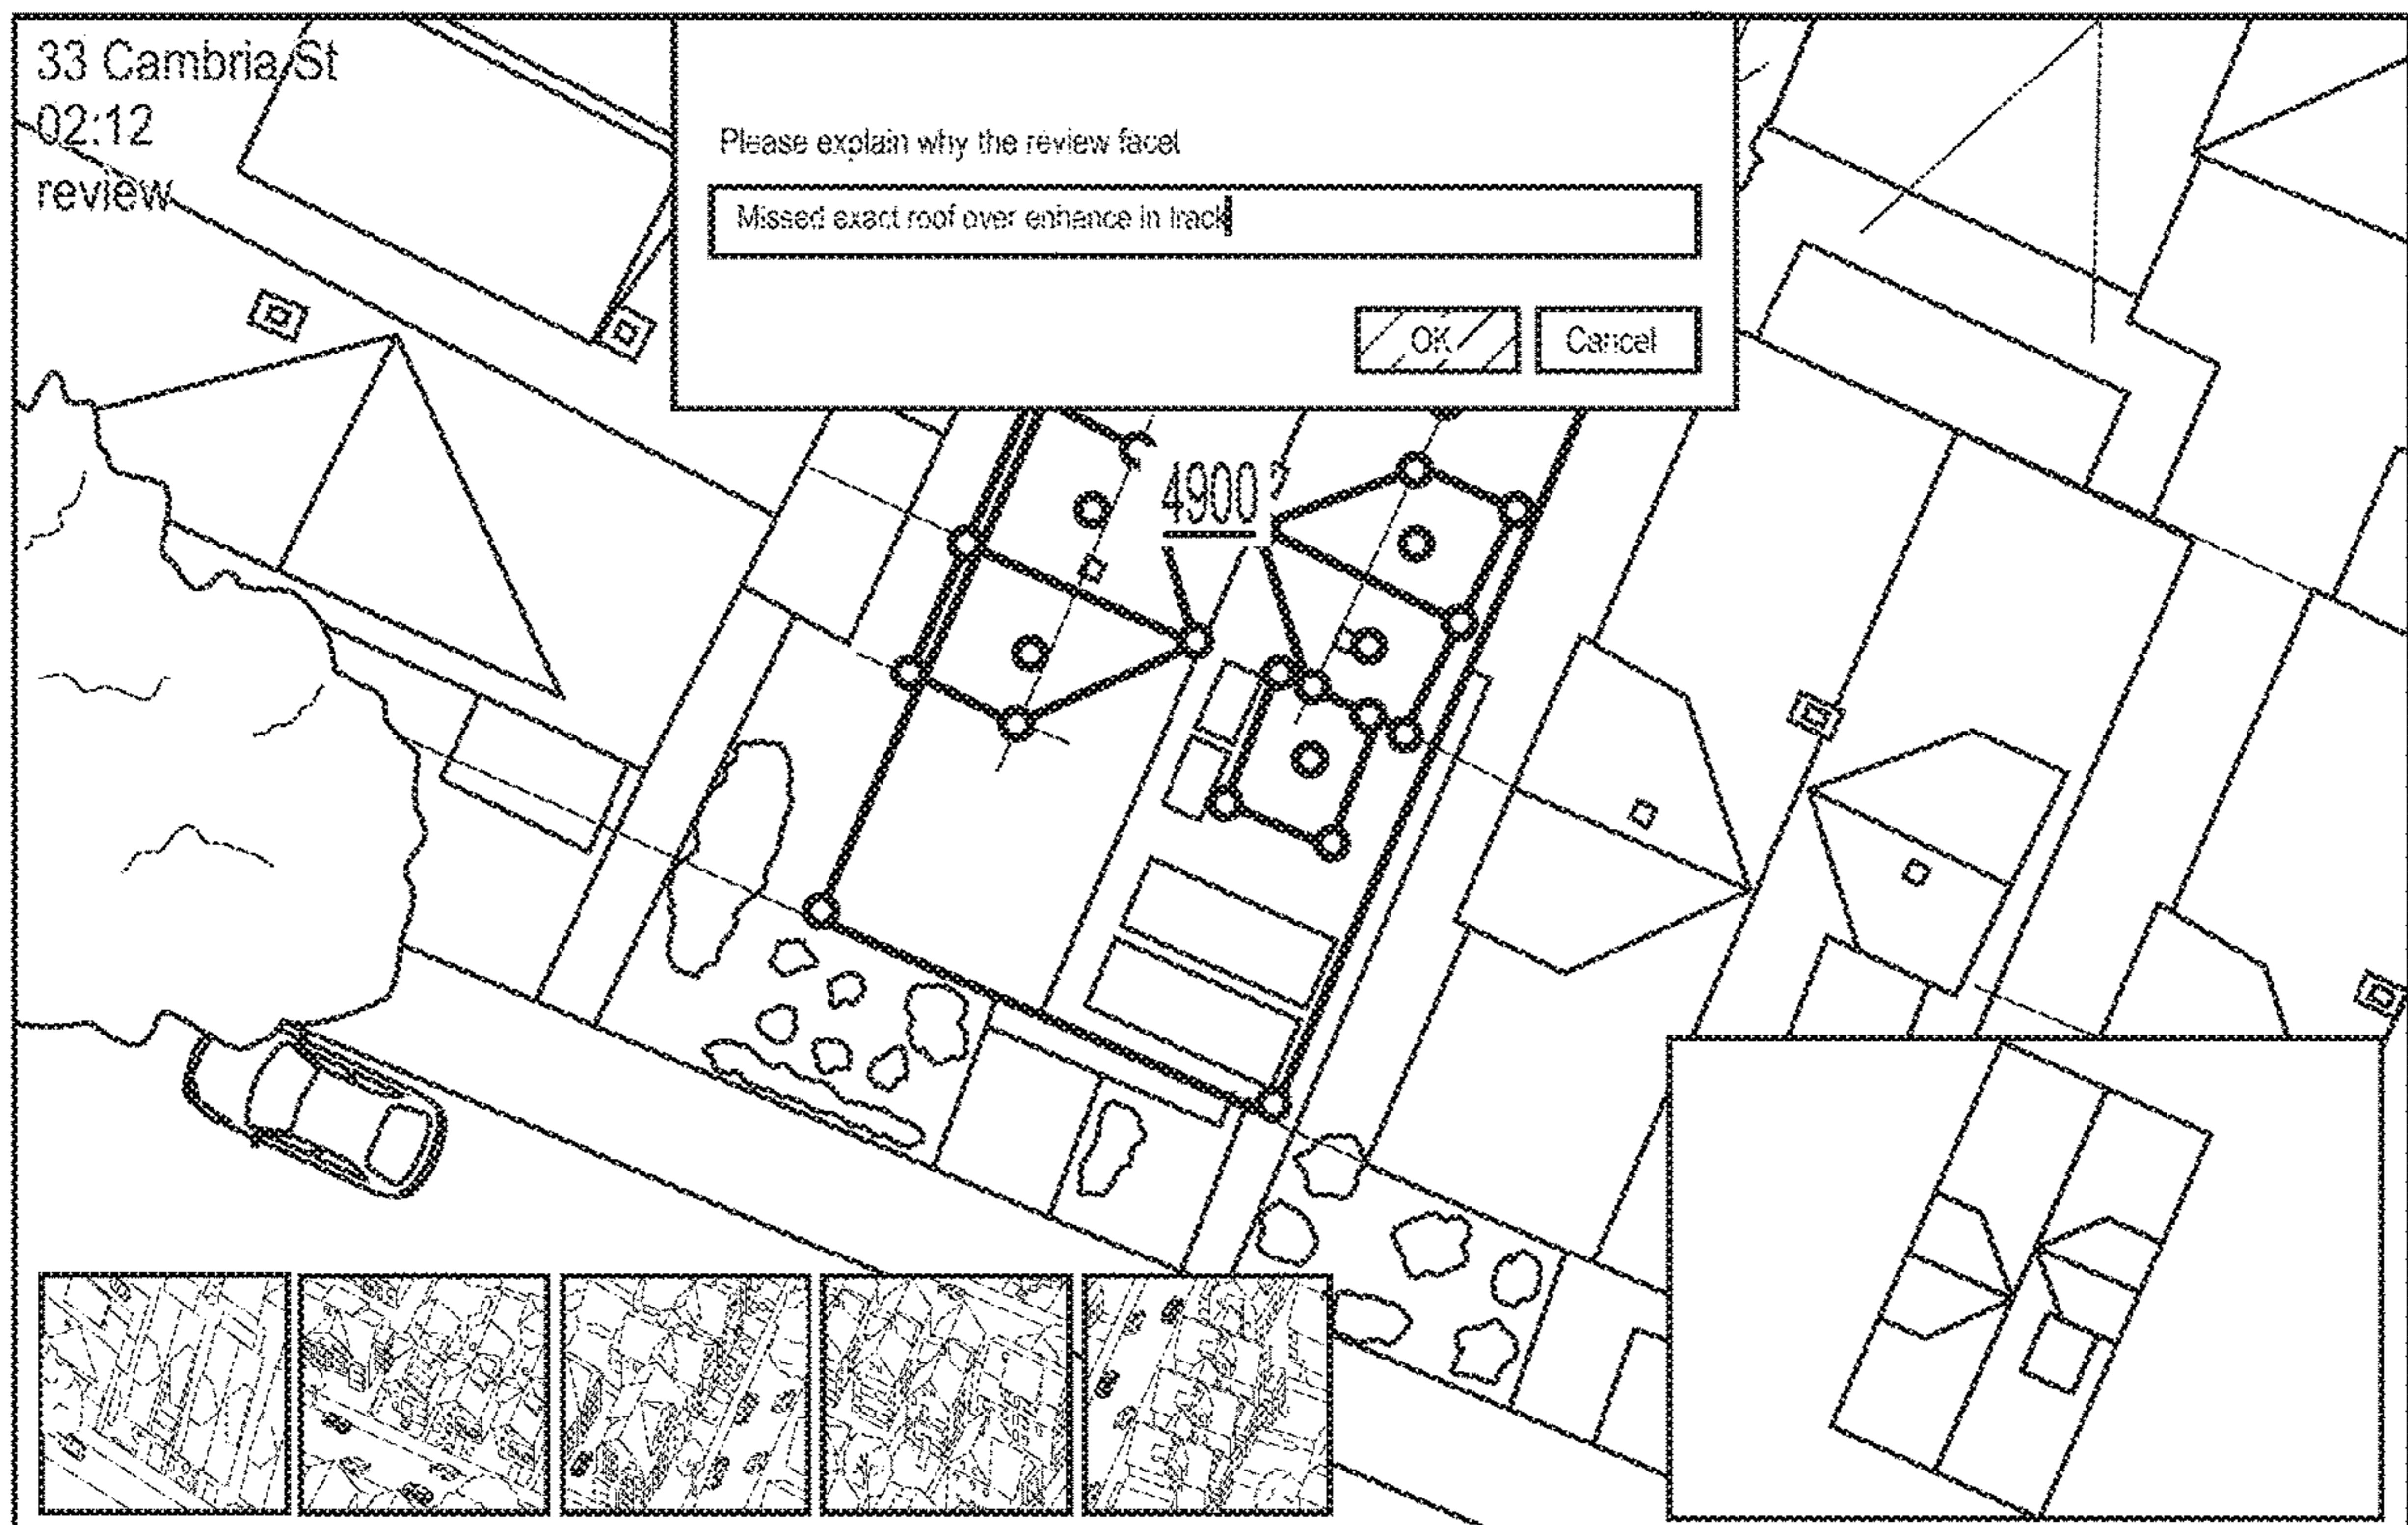 33 Cambria St
02:12
review
Please explain why the review facet
Missed exact roof over enhance in track
OK
Cancel
4900